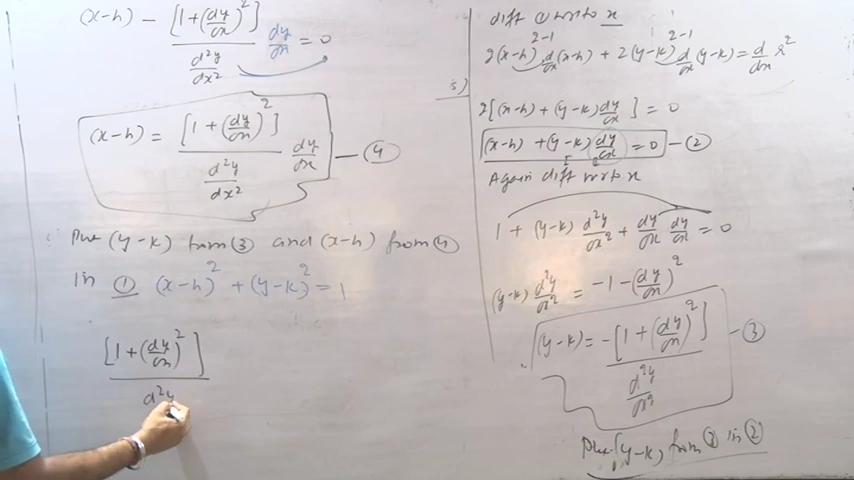 (x-h) - [1+(dy/dx)^2] / d^2y/dx^2 dy/dx = 0
(x-h) = [1+(dy/dx)^2] / d^2y/dx^2 dy/dx — ④
Put (y-k) from ③ and (x-h) from ④
in ① (x-h)^2 + (y-k)^2 = 1
[1+(dy/dx)^2] / d^2y
diff ① w r to x
2(x-h)^2-1 d/dx (x-h) + 2(y-k)^2-1 d/dx (y-k) = d/dx r^2
2[(x-h) + (y-k) dy/dx] = 0
(x-h) + (y-k) dy/dx = 0 — ②
Again diff w r to x
1 + (y-k) d^2y/dx^2 + dy/dx dy/dx = 0
(y-k) d^2y/dx^2 = -1 - (dy/dx)^2
(y-k) = -[1+(dy/dx)^2] / d^2y/dx^2 — ③
Put (y-k) from ③ in ②